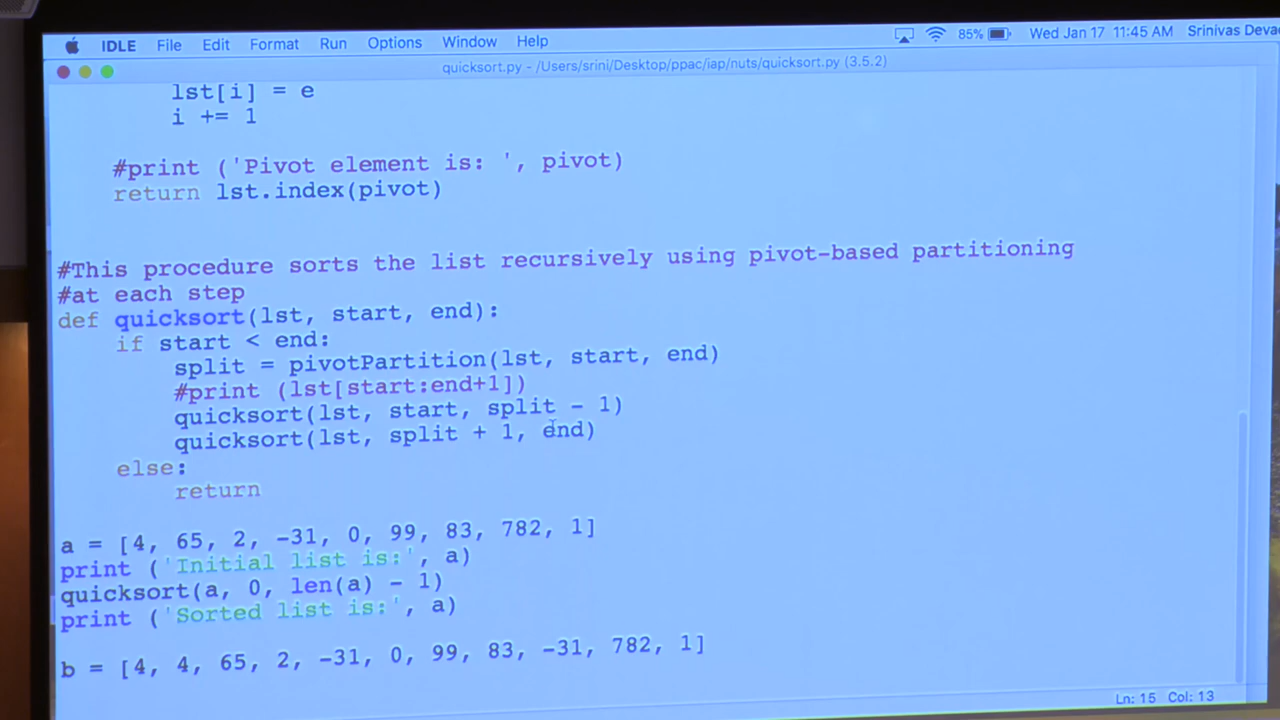 IDLE File Edit Format Run Options Window Help 85% Wed Jan 17 11:45 AM Srinivas Deva
quicksort.py - /Users/srini/Desktop/ppac/iap/nuts/quicksort.py (3.5.2)
lst[i] = e
i += 1
#print ('Pivot element is: ', pivot)
return lst.index(pivot)
#This procedure sorts the list recursively using pivot-based partitioning
#at each step
def quicksort(lst, start, end):
if start < end:
split = pivotPartition(lst, start, end)
#print (lst[start:end+1])
quicksort(lst, start, split - 1)
quicksort(lst, split + 1, end)
else:
return
a = [4, 65, 2, -31, 0, 99, 83, 782, 1]
print ('Initial list is:', a)
quicksort(a, 0, len(a) - 1)
print ('Sorted list is:', a)
b = [4, 4, 65, 2, -31, 0, 99, 83, -31, 782, 1]
Ln: 15 Col: 13